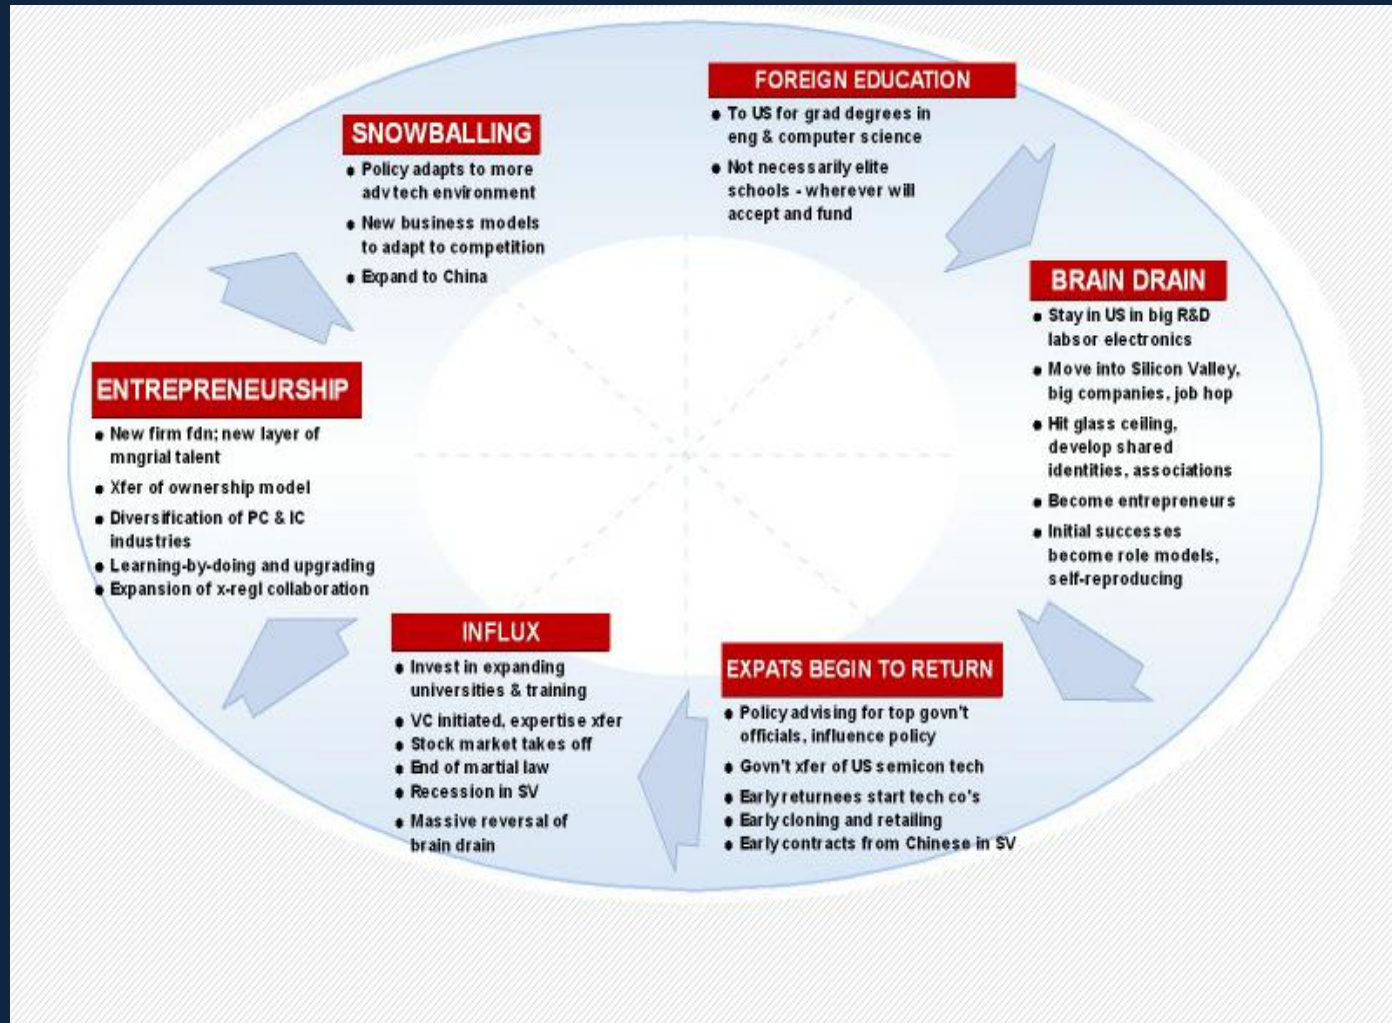 FOREIGN EDUCATION
• To US for grad degrees in
eng & computer science
• Not necessarily elite
schools - wherever will
accept and fund
BRAIN DRAIN
• Stay in US in big R&D
labsor electronics
• Move into Silicon Valley,
big companies, job hop
• Hit glass ceiling,
develop shared
identities, associations
• Become entrepreneurs
• Initial successes
become role models,
self-reproducing
EXPATS BEGIN TO RETURN
• Policy advising for top govn't
officials, influence policy
• Govn't xfer of US semicon tech
• Early returnees start tech co's
• Early cloning and retailing
• Early contracts from Chinese in SV
INFLUX
• Invest in expanding
universities & training
• VC initiated, expertise xfer
• Stock market takes off
• End of martial law
• Recession in SV
• Massive reversal of
brain drain
ENTREPRENEURSHIP
• New firm fdn; new layer of
mngrial talent
• Xfer of ownership model
• Diversification of PC & IC
industries
• Learning-by-doing and upgrading
• Expansion of x-regl collaboration
SNOWBALLING
• Policy adapts to more
adv tech environment
• New business models
to adapt to competition
• Expand to China